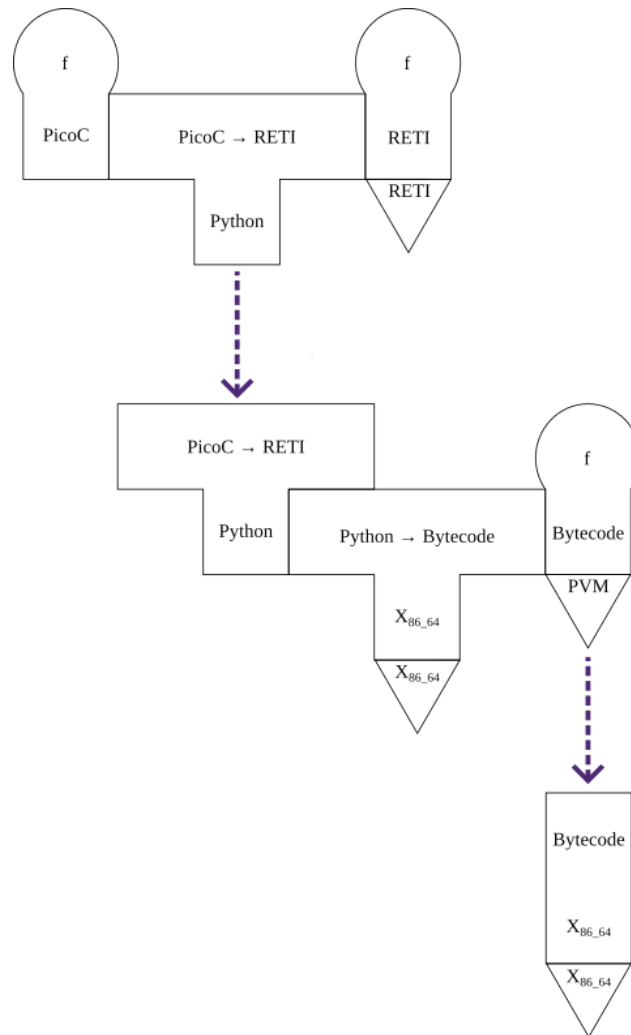 f
f
PicoC
PicoC → RETI
RETI
RETI
Python
PicoC → RETI
f
Python
Python → Bytecode
Bytecode
PVM
X86_64
X86_64
Bytecode
X86_64
X86_64